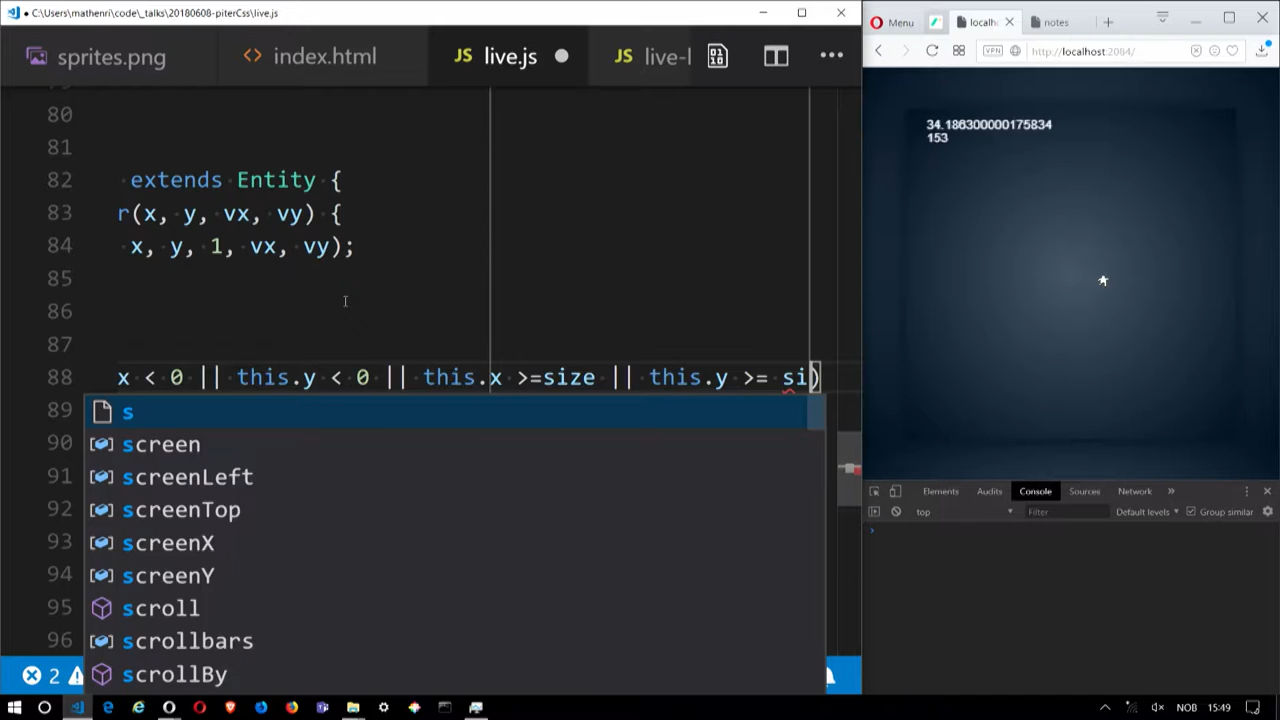 C:\Users\mathenri\code\_talks\20180608-piterCss\live.js
sprites.png
<> index.html
JS live.js
JS live-l
80
81
82 extends Entity {
83 r(x, y, vx, vy) {
84 x, y, 1, vx, vy);
85
86
87
88 x < 0 || this.y < 0 || this.x >=size || this.y >= si)
89
90
91
92
93
94
95
96
s
screen
screenLeft
screenTop
screenX
screenY
scroll
scrollbars
scrollBy
2
Menu
localh
notes
VPN
http://localhost:2084/
34.186300000175834
153
Elements Audits Console Sources Network »
top Filter Default levels Group similar
NOB 15:49